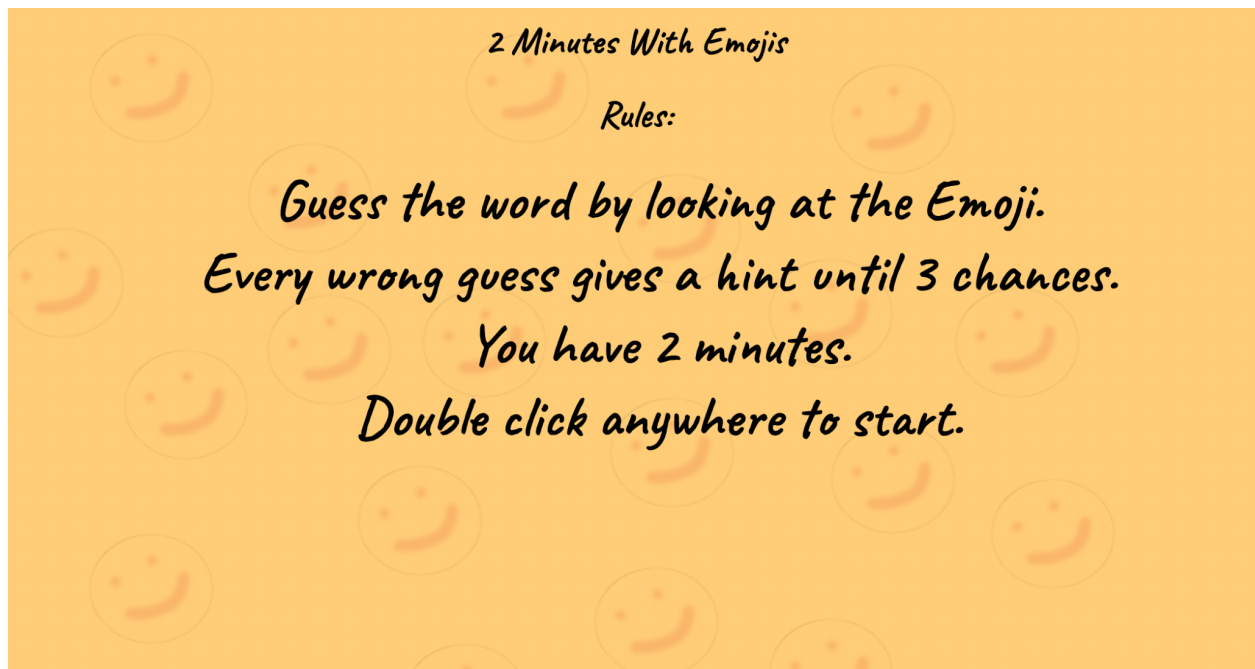 2 Minutes With Emojis
Rules:
Guess the word by looking at the Emoji.
Every wrong guess gives a hint until 3 chances.
You have 2 minutes.
Double click anywhere to start.